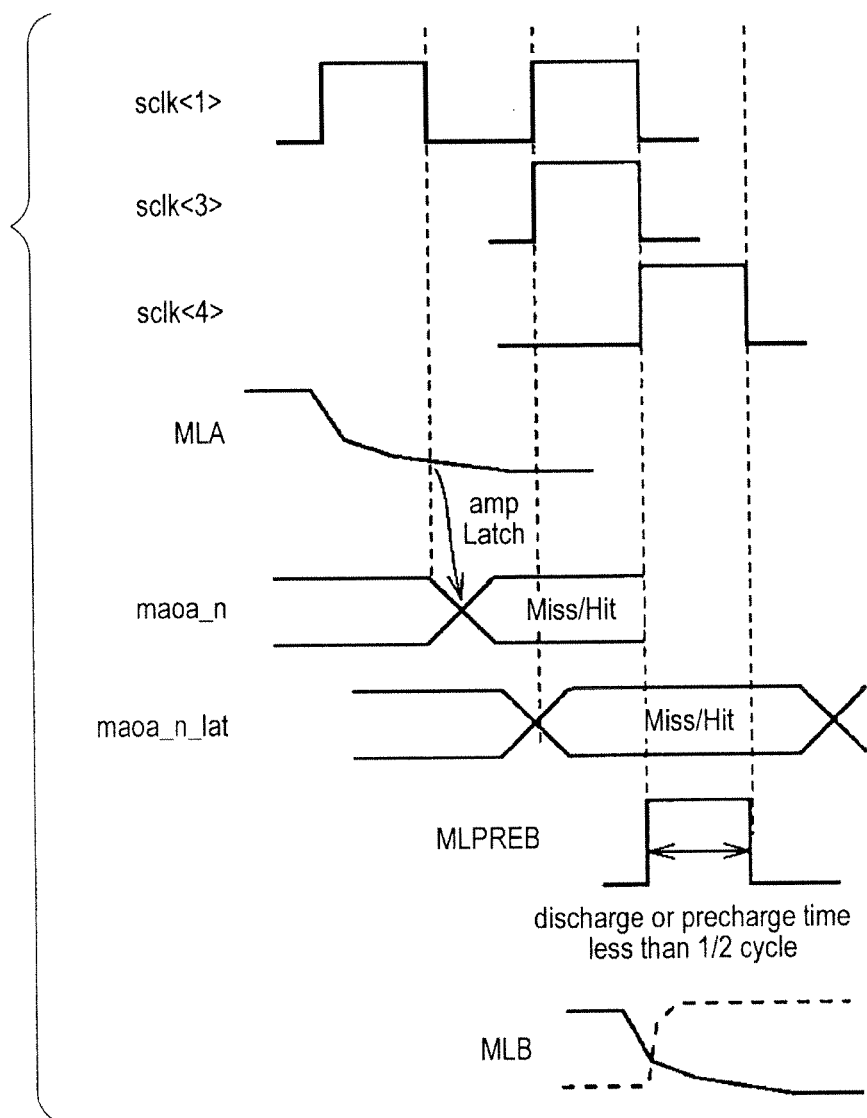 sclk<1>
sclk<3>
sclk<4>
MLA
amp
Latch
maoa_n
Miss/Hit
maoa_n_lat
Miss/Hit
MLPREB
discharge or precharge time
less than 1/2 cycle
MLB